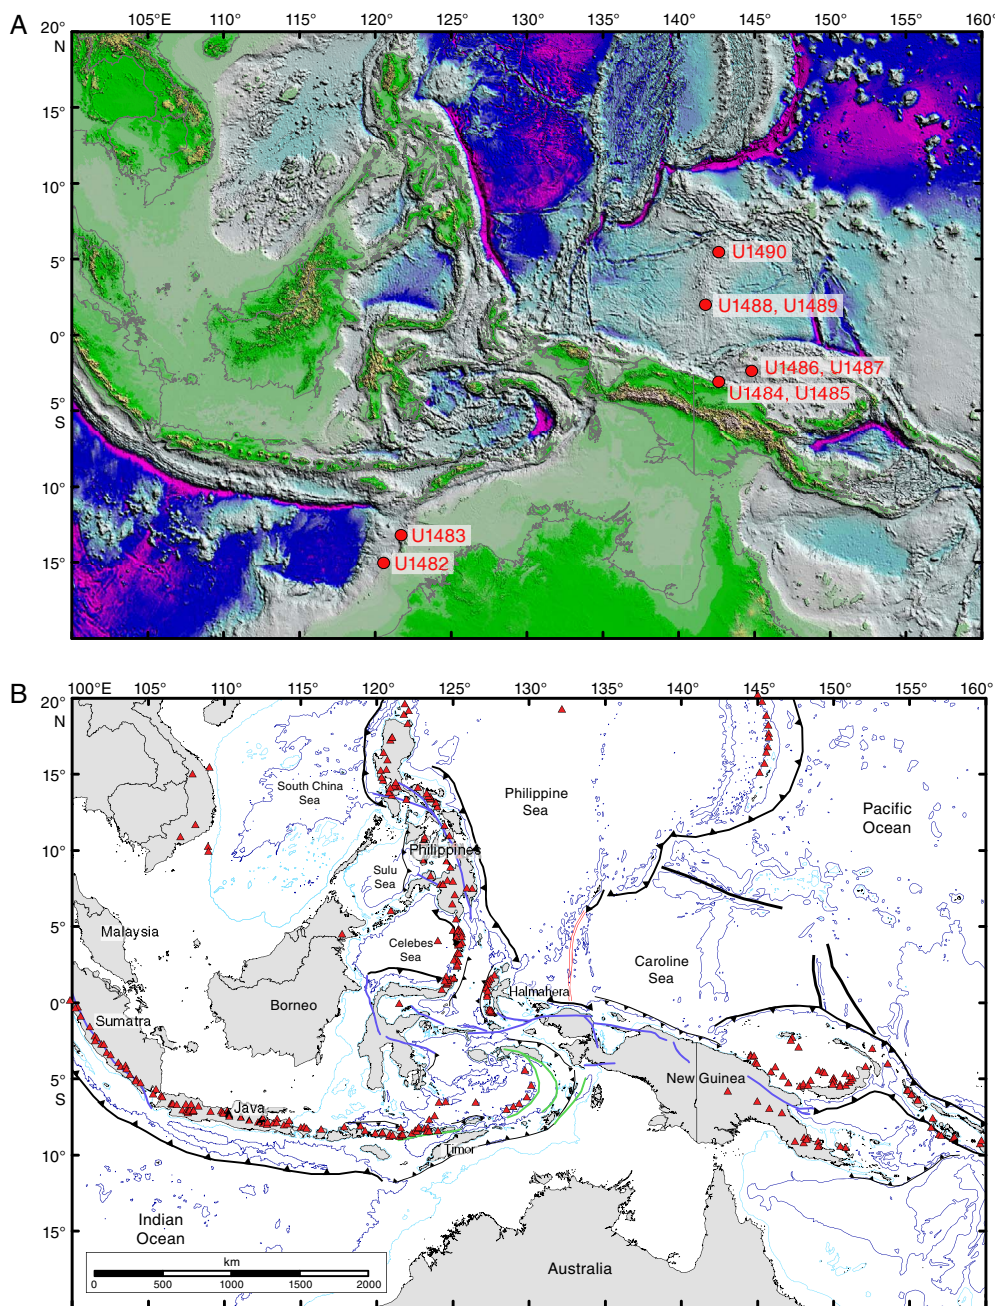 A
105°E 110° 115° 120° 125° 130° 135° 140° 145° 150° 155° 160°
20°
N
15°
10°
5°
0°
5°
S
10°
15°
U1490
U1488, U1489
U1486, U1487
U1484, U1485
U1483
U1482
B
100°E 105° 110° 115° 120° 125° 130° 135° 140° 145° 150° 155° 160°
20°
N
15°
10°
5°
0°
5°
S
10°
15°
South China
Sea
Philippine
Sea
Pacific
Ocean
Philippines
Sulu
Sea
Malaysia
Celebes
Sea
Caroline
Sea
Halmahera
Borneo
Sumatra
New Guinea
Java
Timor
Indian
Ocean
Australia
km
0 500 1000 1500 2000